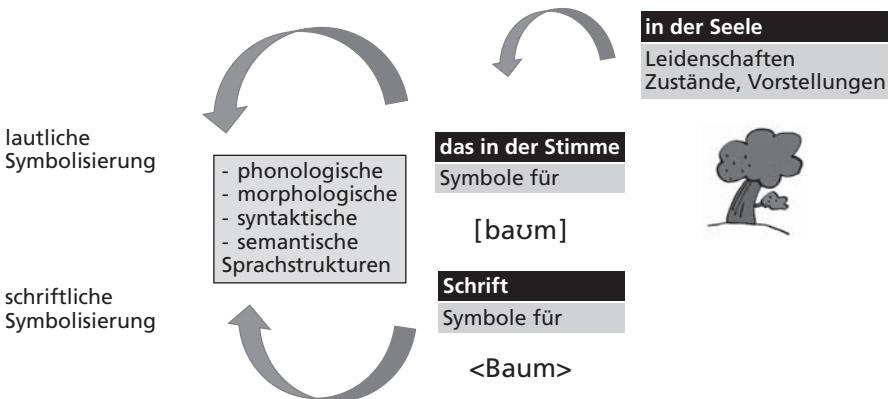 in der Seele
Leidenschaften
Zustände, Vorstellungen
lautliche
Symbolisierung
das in der Stimme
Symbole für
[baʊm]
- phonologische
- morphologische
- syntaktische
- semantische
Sprachstrukturen
schriftliche
Symbolisierung
Schrift
Symbole für
<Baum>